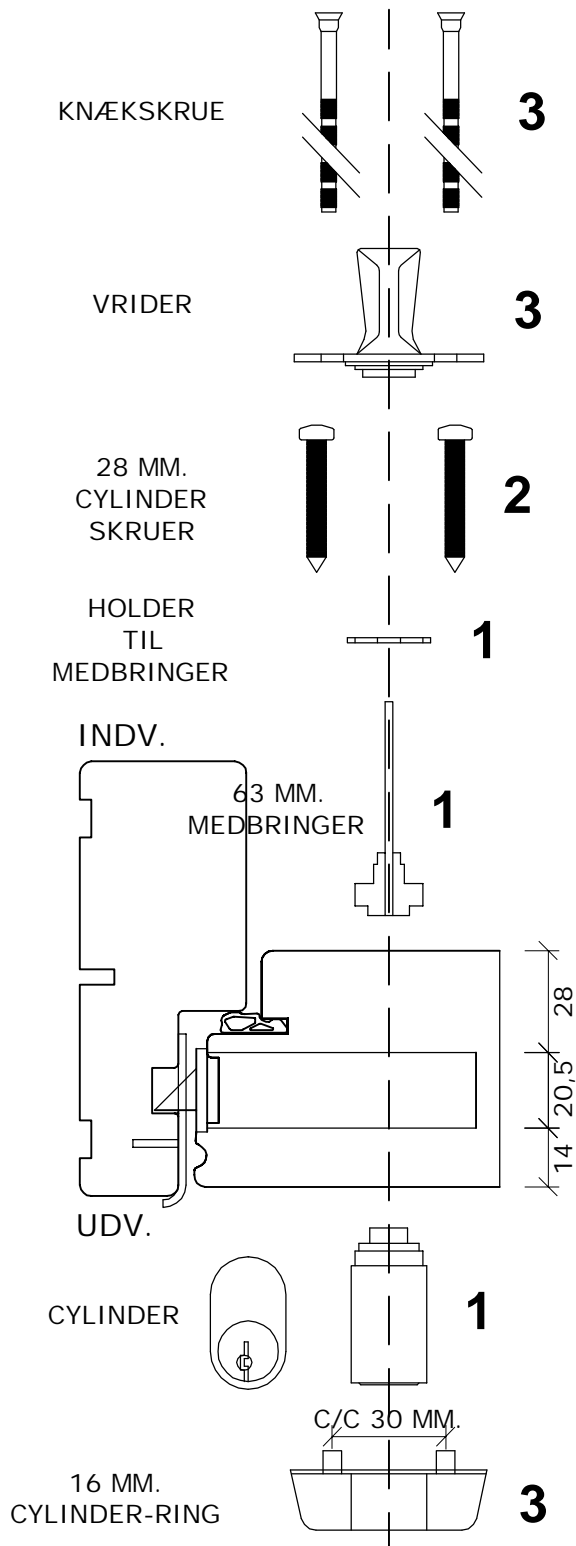 KNÆKSKRUE
3
VRIDER
3
28 MM.
CYLINDER
SKRUER
2
HOLDER
TIL
MEDBRINGER
1
INDV.
63 MM.
MEDBRINGER
1
28
20,5
14
UDV.
CYLINDER
1
C/C 30 MM.
16 MM.
CYLINDER-RING
3